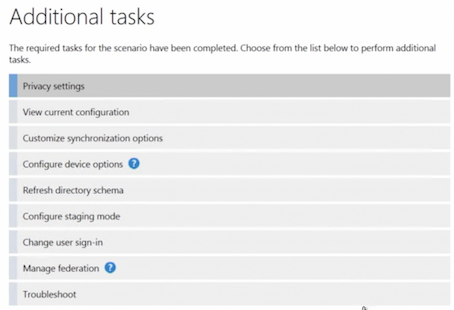 Additional tasks
The required tasks for the scenario have been completed. Choose from the list below to perform additional
tasks.
Privacy settings
View current configuration
Customize synchronization options
Configure device options ?
Refresh directory schema
Configure staging mode
Change user sign-in
Manage federation ?
Troubleshoot